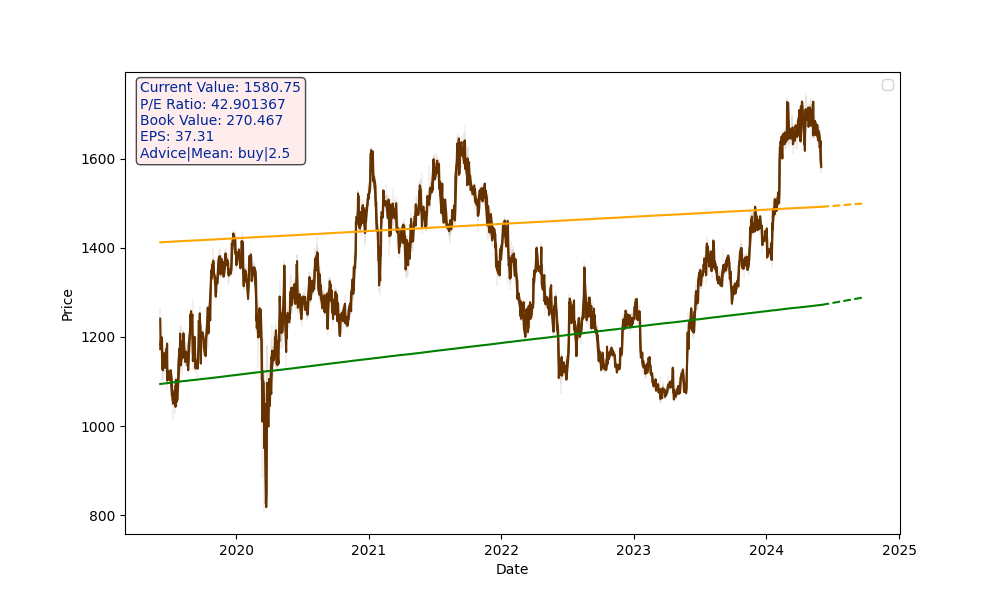 Current Value: 1580.75
P/E Ratio: 42.901367
Book Value: 270.467
EPS: 37.31
Advice|Mean: buy|2.5
1600
1400
1200
1000
800
Price
2020 2021 2022 2023 2024 2025
Date